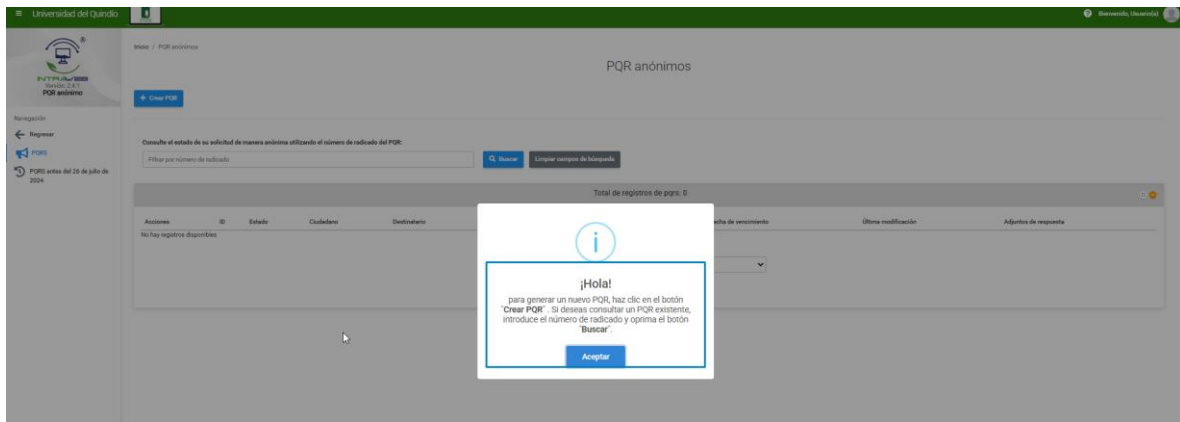 Universidad del Quindío
Bienvenido, Usuario(a)
INTRAWEB
Versión: 2.4.1
PQR anónimo
Navegación
Regresar
PQRS
PQRS antes del 28 de julio de
2024
Inicio / PQR anónimos
PQR anónimos
+ Crear PQR
Consulte el estado de su solicitud de manera anónima utilizando el número de radicado del PQR:
Filtrar por número de radicado
Buscar
Limpiar campos de búsqueda
Total de registros de pqrs: 0
Acciones ID Estado Ciudadano Destinatario echa de vencimiento Última modificación Adjuntos de respuesta
No hay registros disponibles
¡Hola!
para generar un nuevo PQR, haz clic en el botón
"Crear PQR" . Si deseas consultar un PQR existente,
introduce el número de radicado y oprima el botón
"Buscar".
Aceptar